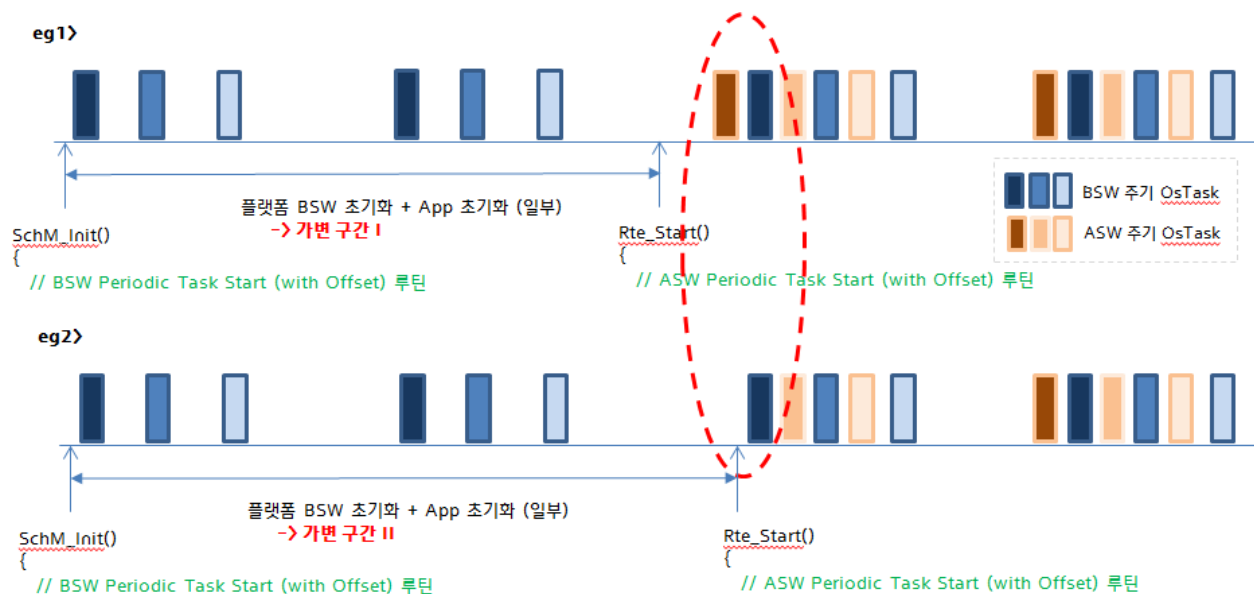 eg1>
플랫폼 BSW 초기화 + App 초기화 (일부)
-> 가변 구간 I
SchM_Init()
{
// BSW Periodic Task Start (with Offset) 루틴
Rte_Start()
{
// ASW Periodic Task Start (with Offset) 루틴
BSW 주기 OsTask
ASW 주기 OsTask
eg2>
플랫폼 BSW 초기화 + App 초기화 (일부)
-> 가변 구간 II
SchM_Init()
{
// BSW Periodic Task Start (with Offset) 루틴
Rte_Start()
{
// ASW Periodic Task Start (with Offset) 루틴